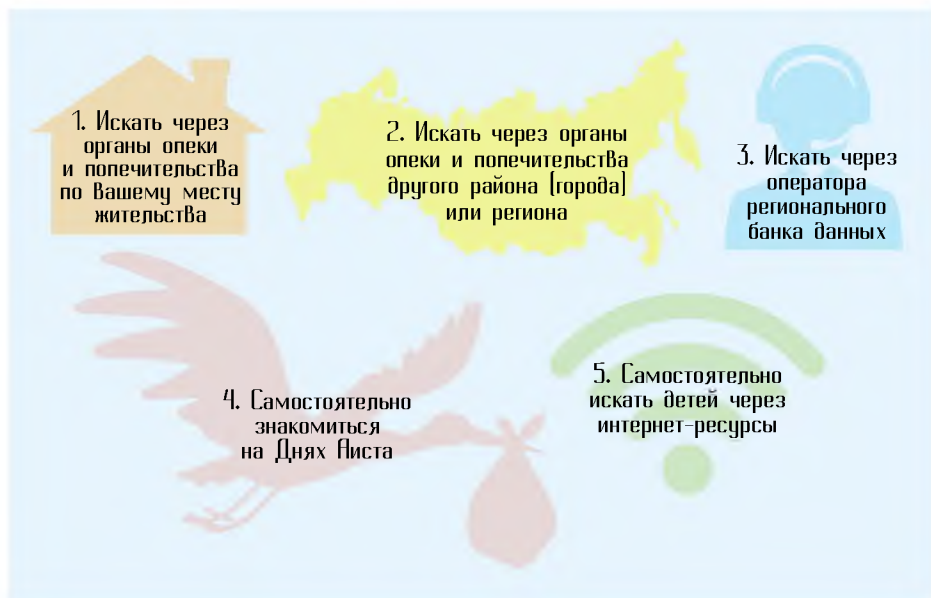 1. Искать через
органы опеки
и попечительства
по Вашему месту
жительства
2. Искать через органы
опеки и попечительства
другого района (города)
или региона
3. Искать через
оператора
регионального
банка данных
4. Самостоятельно
знакомиться
на Днях Аиста
5. Самостоятельно
искать детей через
интернет-ресурсы